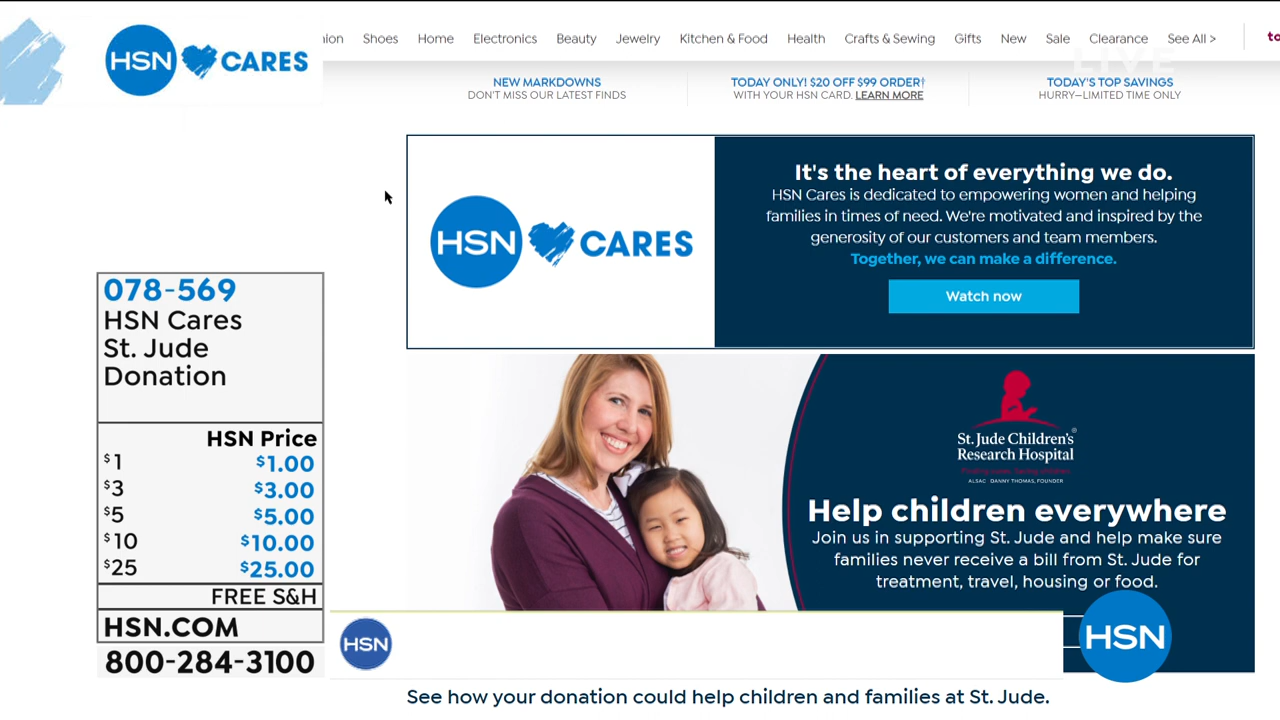 HSN CARES
ion Shoes Home Electronics Beauty Jewelry Kitchen & Food Health Crafts & Sewing Gifts New Sale Clearance See All > to
LIVE
NEW MARKDOWNS
DON'T MISS OUR LATEST FINDS
TODAY ONLY! $20 OFF $99 ORDER†
WITH YOUR HSN CARD. LEARN MORE
TODAY'S TOP SAVINGS
HURRY—LIMITED TIME ONLY
HSN CARES
It's the heart of everything we do.
HSN Cares is dedicated to empowering women and helping
families in times of need. We're motivated and inspired by the
generosity of our customers and team members.
Together, we can make a difference.
Watch now
078-569
HSN Cares
St. Jude
Donation
HSN Price
$1 $1.00
$3 $3.00
$5 $5.00
$10 $10.00
$25 $25.00
FREE S&H
HSN.COM
800-284-3100
St. Jude Children's®
Research Hospital
Finding cures. Saving children.
ALSAC DANNY THOMAS, FOUNDER
Help children everywhere
Join us in supporting St. Jude and help make sure
families never receive a bill from St. Jude for
treatment, travel, housing or food.
HSN
HSN
See how your donation could help children and families at St. Jude.